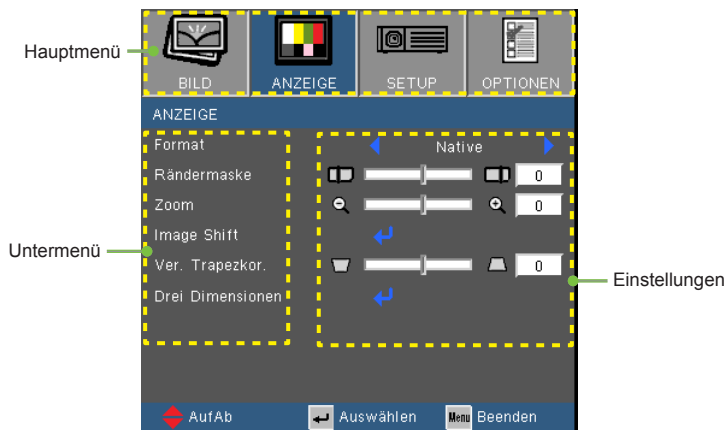 Hauptmenü
BILD ANZEIGE SETUP OPTIONEN
ANZEIGE
Format Native
Rändermaske 0
Zoom 0
Image Shift
Untermenü
Ver. Trapezkor. 0
Einstellungen
Drei Dimensionen
AufAb Auswählen Menu Beenden